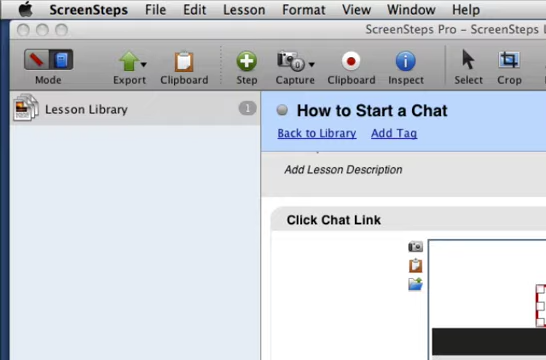 ScreenSteps File Edit Lesson Format View Window Help
ScreenSteps Pro – ScreenSteps
Mode Export Clipboard Step Capture Clipboard Inspect Select Crop
Lesson Library 1
How to Start a Chat
Back to Library Add Tag
Add Lesson Description
Click Chat Link